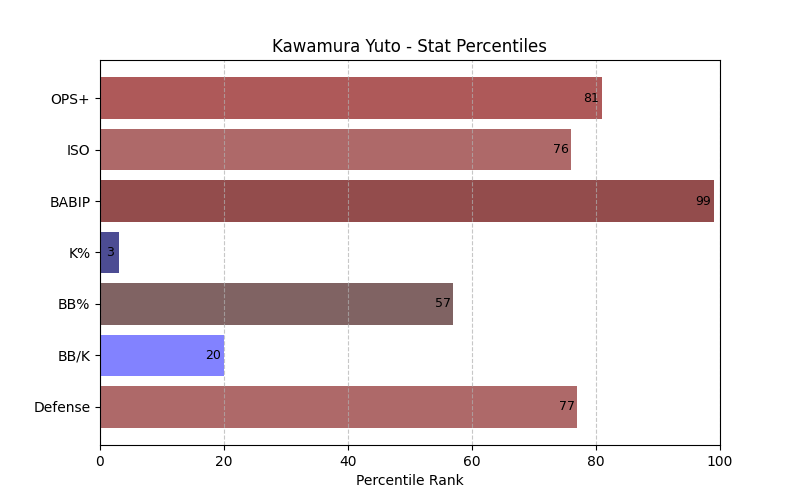 Kawamura Yuto - Stat Percentiles
OPS+ 81
ISO 76
BABIP 99
K% 3
BB% 57
BB/K 20
Defense 77
0 20 40 60 80 100
Percentile Rank